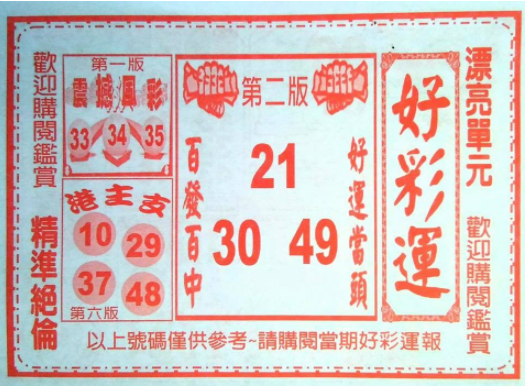 漂亮單元
歡迎購閱鑑賞
好彩運
第二版
好運當頭
21
30 49
百發百中
第一版
震撼風彩
33 34 35
港主支
10 29
37 48
第六版
歡迎購閱鑑賞
精準絕倫
以上號碼僅供參考~請購閱當期好彩運報